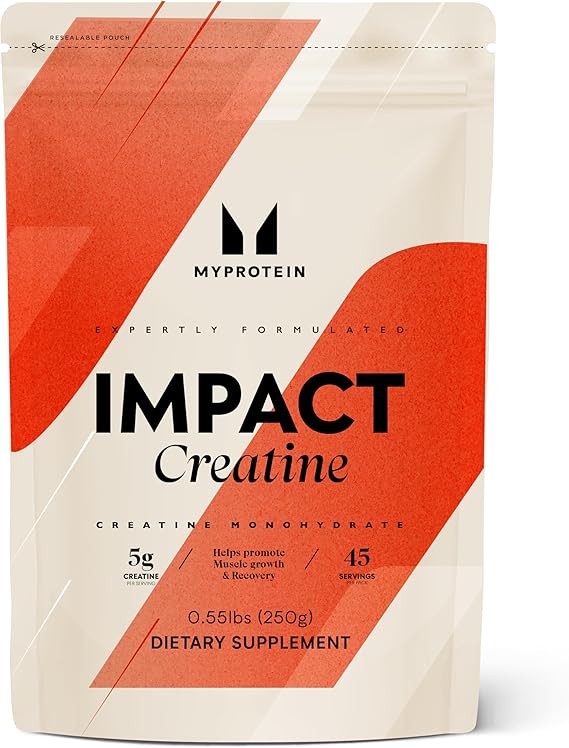 RESEALABLE POUCH
MYPROTEIN
EXPERTLY FORMULATED
IMPACT
Creatine
CREATINE MONOHYDRATE
5g
CREATINE
PER SERVING
/
Helps promote
Muscle growth
& Recovery
/
45
SERVINGS
PER PACK
0.55lbs (250g)
DIETARY SUPPLEMENT